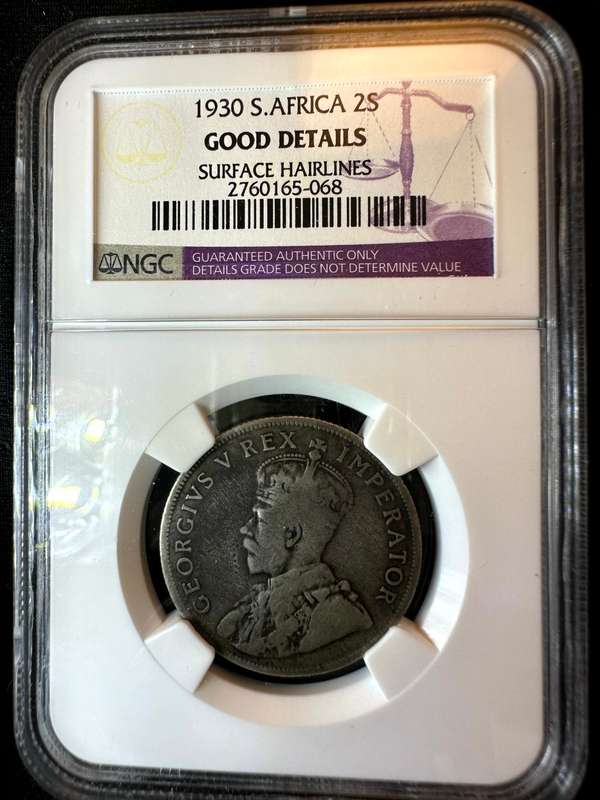 1930 S.AFRICA 2S
GOOD DETAILS
SURFACE HAIRLINES
2760165-068
NGC
GUARANTEED AUTHENTIC ONLY
DETAILS GRADE DOES NOT DETERMINE VALUE
GEORGIVS V REX IMPERATOR